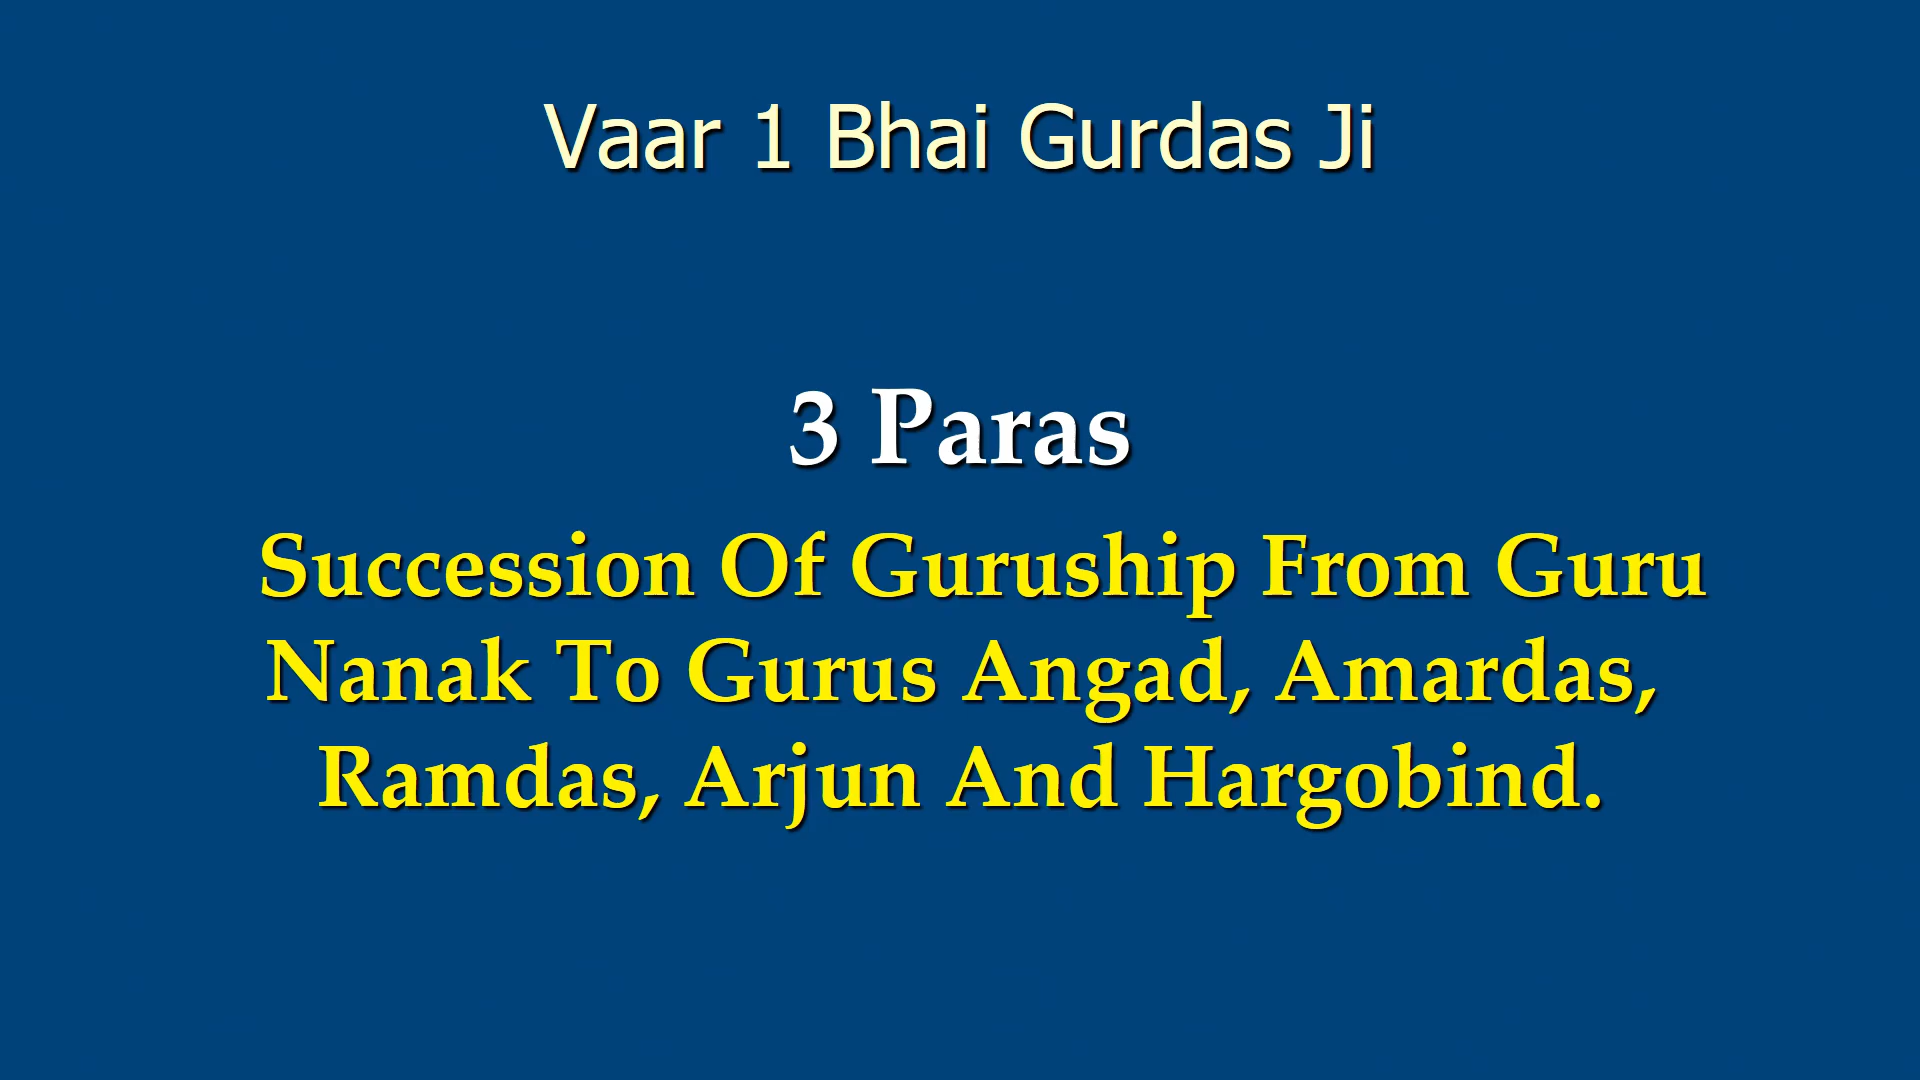 Vaar 1 Bhai Gurdas Ji
3 Paras
Succession Of Guruship From Guru
Nanak To Gurus Angad, Amardas,
Ramdas, Arjun And Hargobind.